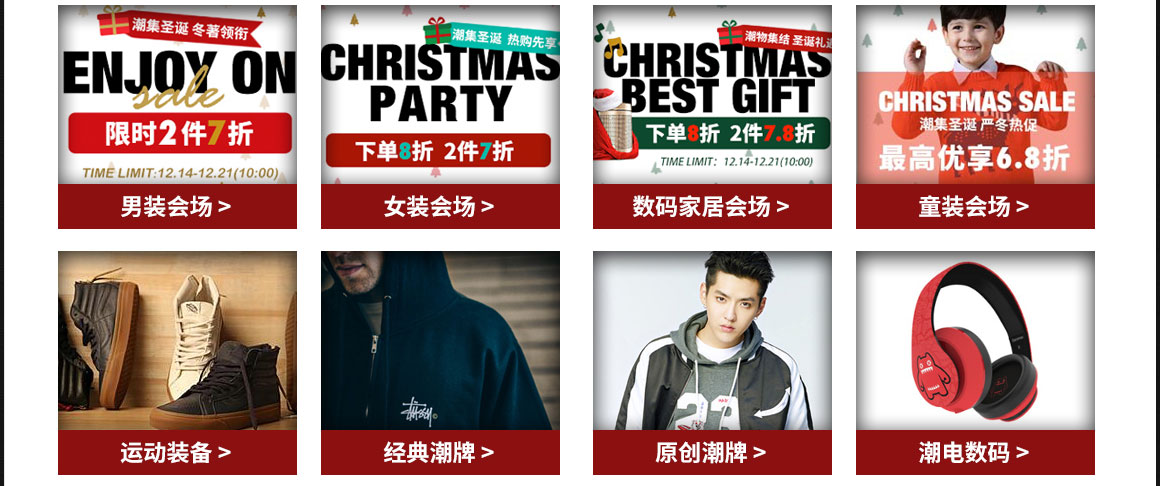 潮集圣诞 冬著领衔
ENJOY ON
sale
限时2件7折
TIME LIMIT:12.14-12.21(10:00)
男装会场 >
潮集圣诞 热购先享
CHRISTMAS
PARTY
下单8折 2件7折
女装会场 >
潮物集结 圣诞礼遇
CHRISTMAS
BEST GIFT
下单8折 2件7.8折
TIME LIMIT: 12.14-12.21(10:00)
数码家居会场 >
CHRISTMAS SALE
潮集圣诞 严冬热促
最高优享6.8折
童装会场 >
运动装备 >
Stüssy
经典潮牌 >
23
原创潮牌 >
潮电数码 >